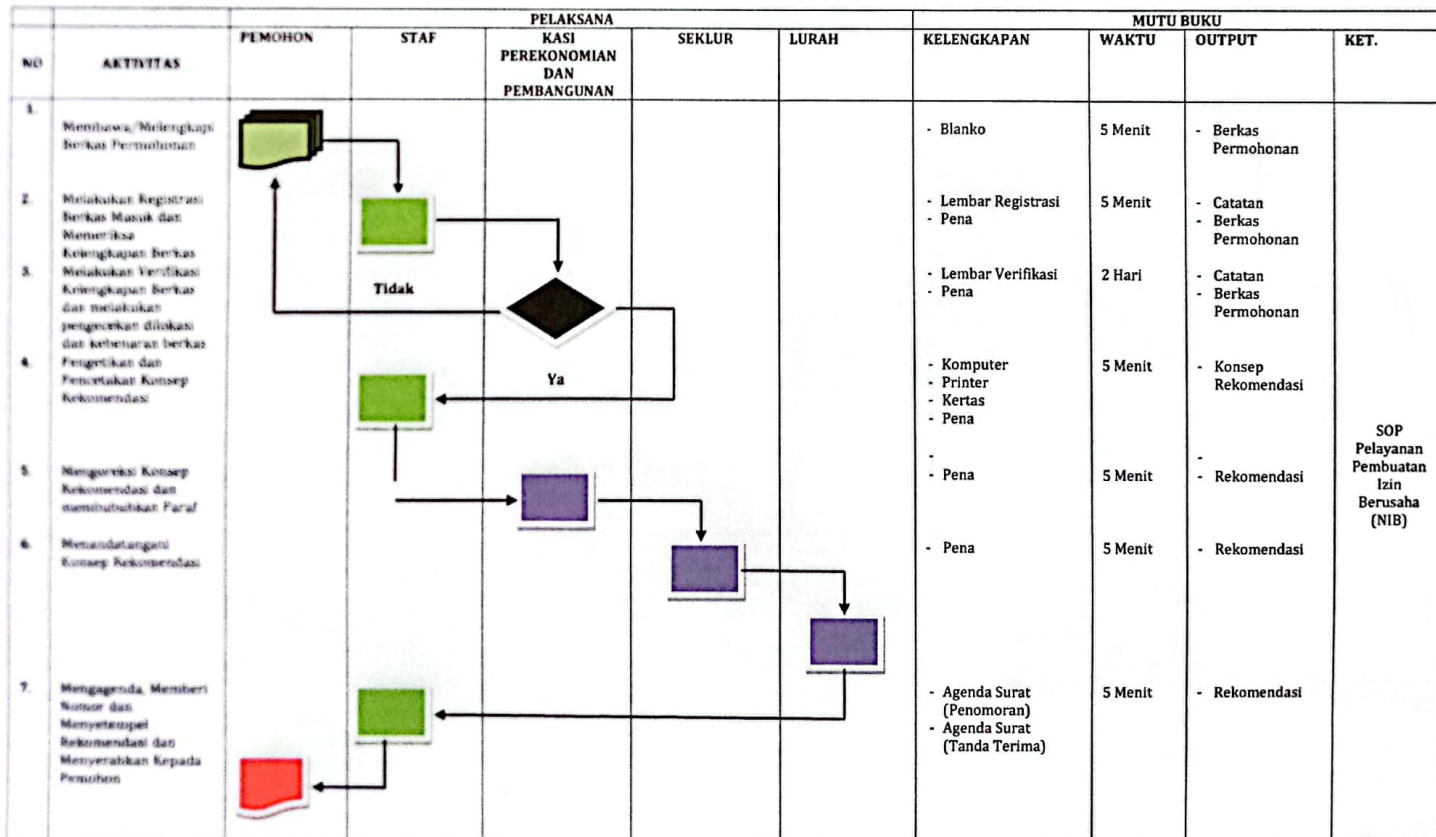 PELAKSANA
MUTU BUKU
NO
AKTIVITAS
PEMOHON
STAF
KASI
PEREKONOMIAN
DAN
PEMBANGUNAN
SEKLUR
LURAH
KELENGKAPAN
WAKTU
OUTPUT
KET.
1.
Membawa/Melengkapi
Berkas Permohonan
- Blanko
5 Menit
- Berkas
Permohonan
2.
Melakukan Registrasi
Berkas Masuk dan
Memeriksa
Kelengkapan Berkas
- Lembar Registrasi
- Pena
5 Menit
- Catatan
- Berkas
Permohonan
3.
Melakukan Verifikasi
Kelengkapan Berkas
dan melakukan
pengecekan dilokasi
dan kebenaran berkas
Tidak
- Lembar Verifikasi
- Pena
2 Hari
- Catatan
- Berkas
Permohonan
4.
Pengetikan dan
Pencetakan Konsep
Rekomendasi
Ya
- Komputer
- Printer
- Kertas
- Pena
5 Menit
- Konsep
Rekomendasi
SOP
Pelayanan
Pembuatan
Izin
Berusaha
(NIB)
5.
Mengoreksi Konsep
Rekomendasi dan
membubuhkan Paraf
-
- Pena
5 Menit
-
- Rekomendasi
6.
Menandatangani
Konsep Rekomendasi
- Pena
5 Menit
- Rekomendasi
7.
Mengagenda, Memberi
Nomor dan
Menyetempel
Rekomendasi dan
Menyerahkan Kepada
Pemohon
- Agenda Surat
(Penomoran)
- Agenda Surat
(Tanda Terima)
5 Menit
- Rekomendasi